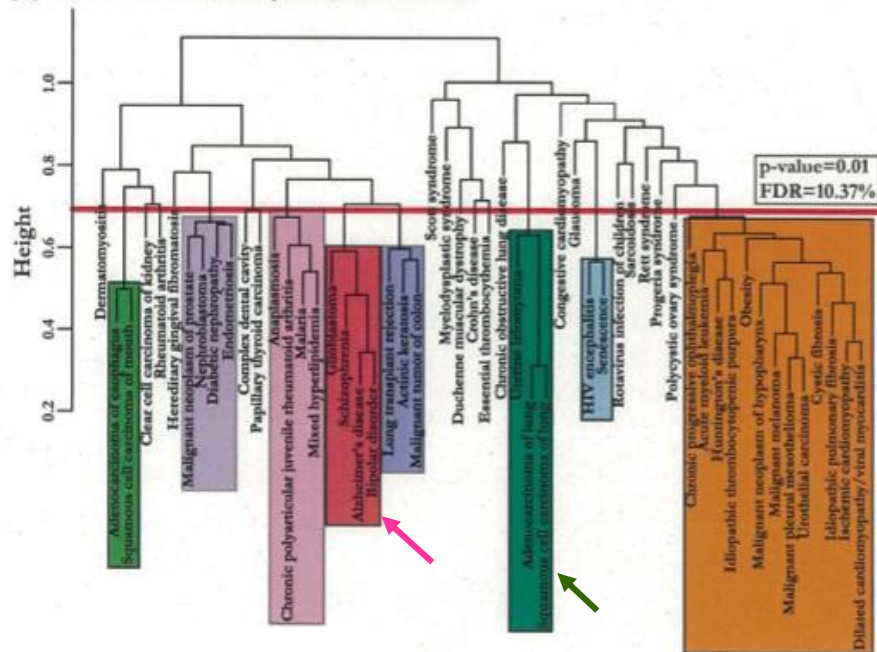 1.0
0.8
0.6
0.4
0.2
Height
p-value=0.01
FDR=10.37%
Dermatomyositis
Adenocarcinoma of esophagus
Squamous cell carcinoma of mouth
Clear cell carcinoma of kidney
Rheumatoid arthritis
Hereditary gingival fibromatosis
Malignant neoplasm of prostate
Nephroblastoma
Diabetic nephropathy
Endometriosis
Complex dental cavity
Papillary thyroid carcinoma
Anaplasmosis
Chronic polyarticular juvenile rheumatoid arthritis
Malaria
Mixed hyperlipidemia
Glioblastoma
Schizophrenia
Alzheimer's disease
Bipolar disorder
Lung transplant rejection
Actinic keratosis
Malignant tumor of colon
Scott syndrome
Myelodysplastic syndrome
Duchenne muscular dystrophy
Crohn's disease
Essential thrombocythemia
Chronic obstructive lung disease
Uterine leiomyoma
Adenocarcinoma of lung
Squamous cell carcinoma of lung
Congestive cardiomyopathy
Glaucoma
HIV encephalitis
Senescence
Rotavirus infection of children
Sarcoidosis
Rett syndrome
Progeria syndrome
Polycystic ovary syndrome
Chronic progressive ophthalmoplegia
Acute myeloid leukemia
Huntington's disease
Idiopathic thrombocytopenic purpura
Obesity
Malignant neoplasm of hypopharynx
Malignant melanoma
Malignant pleural mesothelioma
Urothelial carcinoma
Cystic fibrosis
Idiopathic pulmonary fibrosis
Ischemic cardiomyopathy
Dilated cardiomyopathy/viral myocarditis